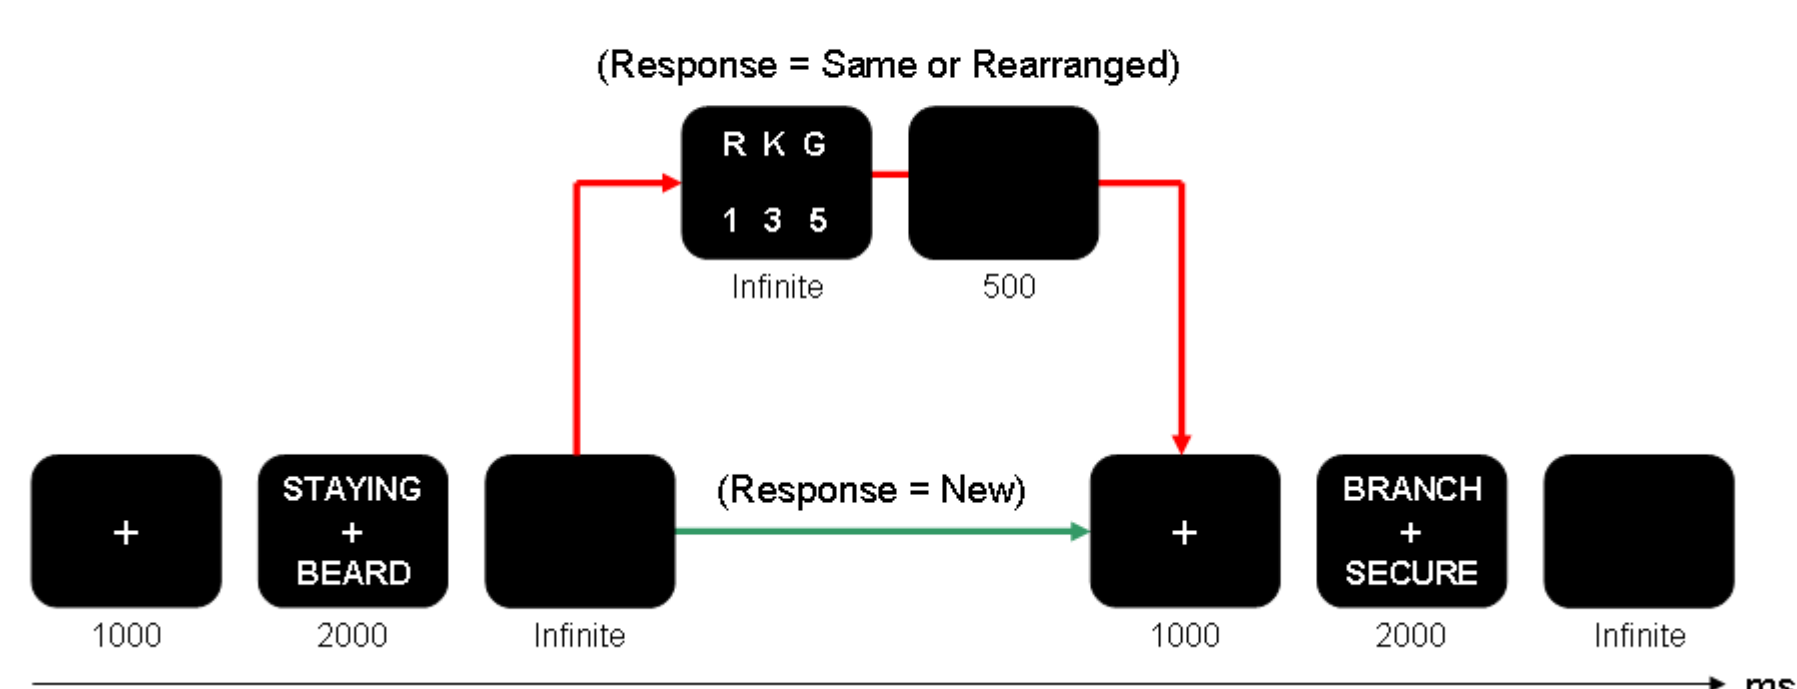 (Response = Same or Rearranged)
R K G
1 3 5
Infinite
500
(Response = New)
+
STAYING
+
BEARD
+
BRANCH
+
SECURE
1000
2000
Infinite
1000
2000
Infinite
ms